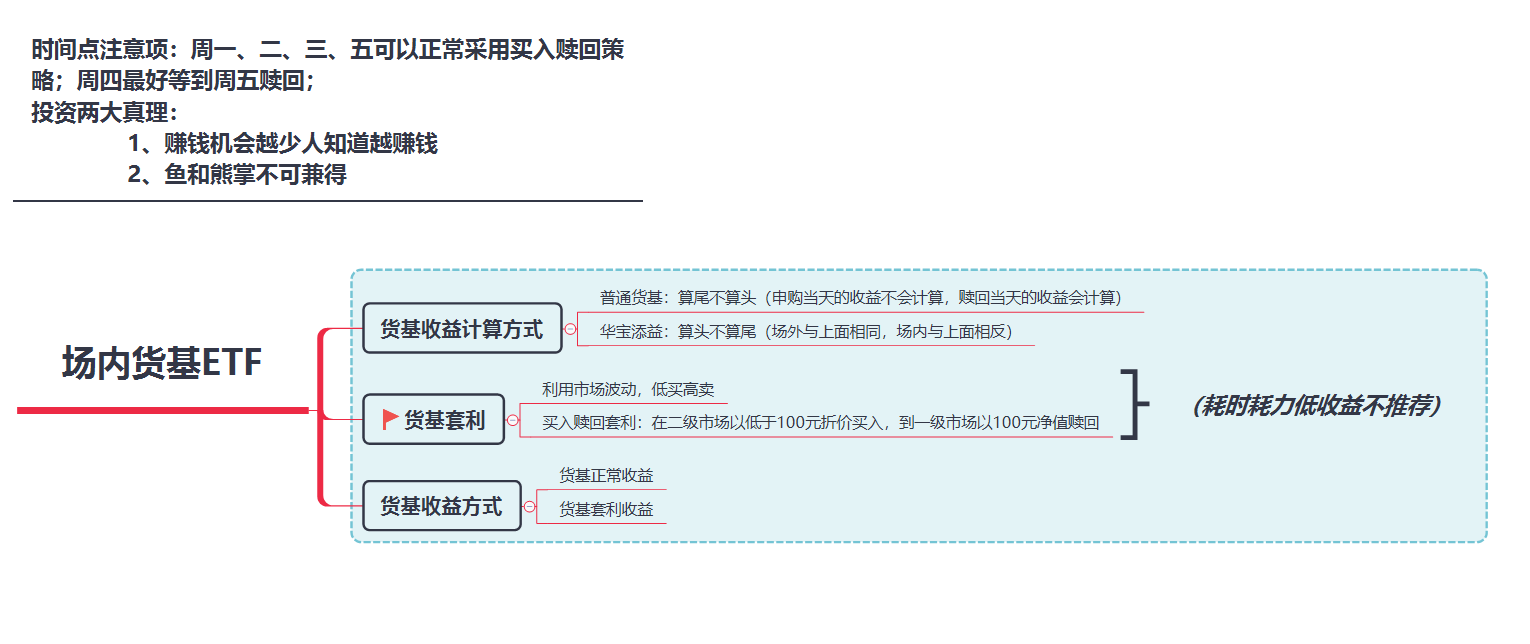 时间点注意项：周一、二、三、五可以正常采用买入赎回策
略；周四最好等到周五赎回；
投资两大真理：
1、赚钱机会越少人知道越赚钱
2、鱼和熊掌不可兼得
场内货基ETF
货基收益计算方式
普通货基：算尾不算头（申购当天的收益不会计算，赎回当天的收益会计算）
华宝添益：算头不算尾（场外与上面相同，场内与上面相反）
货基套利
利用市场波动，低买高卖
买入赎回套利：在二级市场以低于100元折价买入，到一级市场以100元净值赎回
（耗时耗力低收益不推荐）
货基收益方式
货基正常收益
货基套利收益